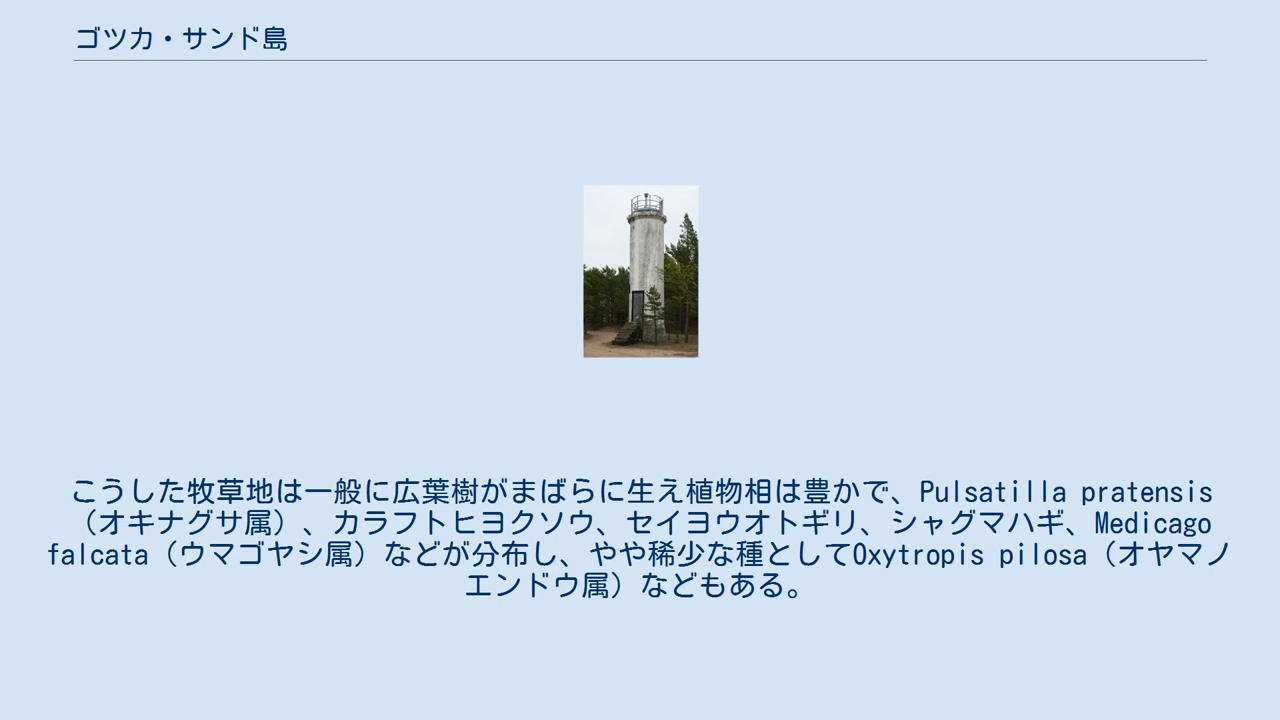 ゴツカ・サンド島
こうした牧草地は一般に広葉樹がまばらに生え植物相は豊かで、Pulsatilla pratensis
（オキナグサ属）、カラフトヒヨクソウ、セイヨウオトギリ、シャグマハギ、Medicago
falcata（ウマゴヤシ属）などが分布し、やや稀少な種としてOxytropis pilosa（オヤマノ
エンドウ属）などもある。